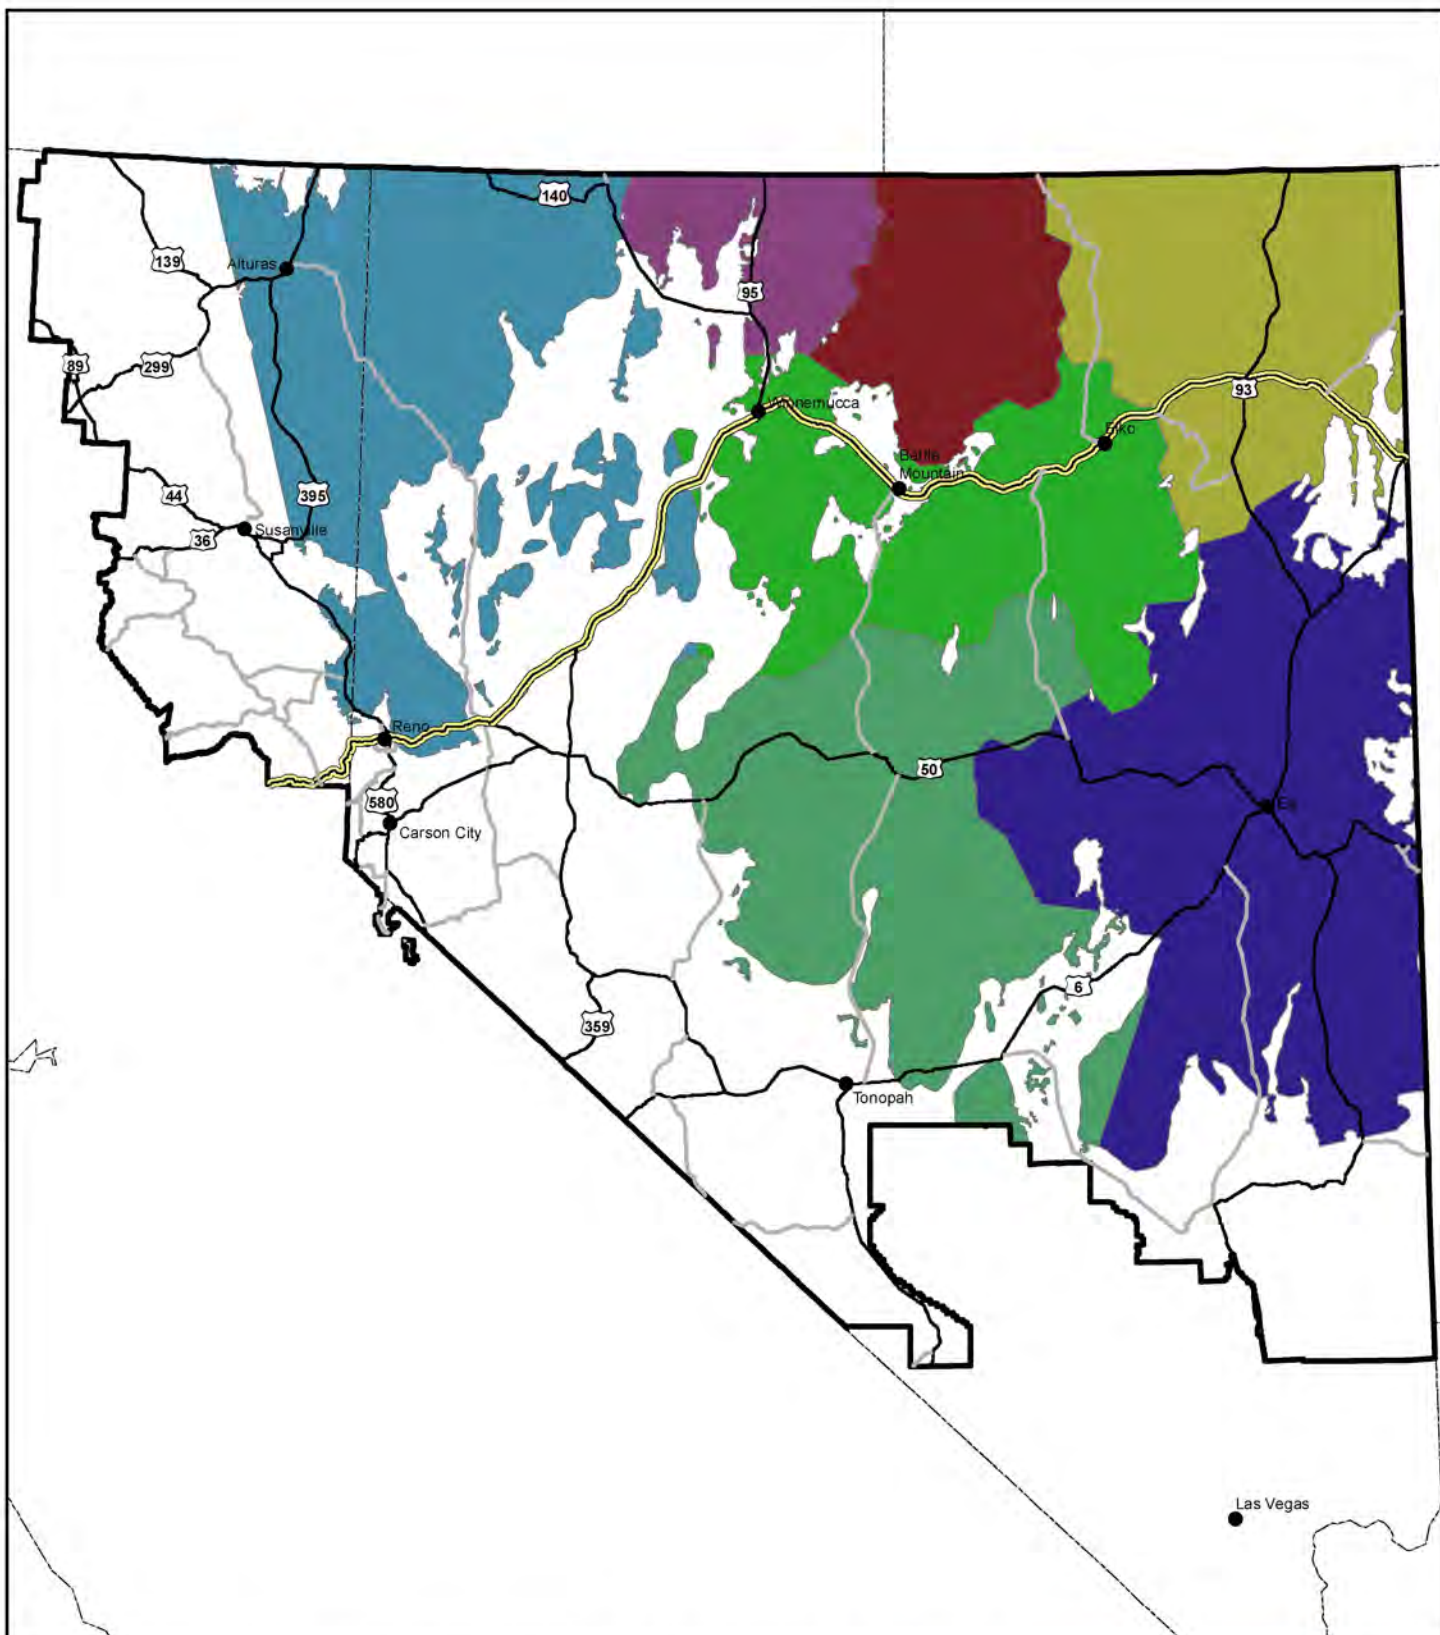 140
139
Alturas
95
89
299
93
Winnemucca
Elko
Battle
Mountain
44
395
Susanville
36
Reno
50
580
Carson City
Ely
6
359
Tonopah
Las Vegas